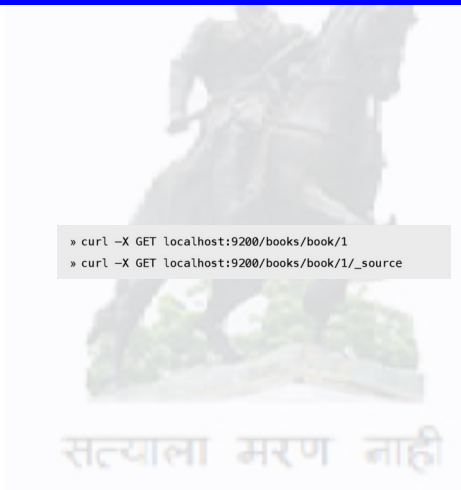 » curl –X GET localhost:9200/books/book/1
» curl –X GET localhost:9200/books/book/1/_source
सत्याला मरण नाही